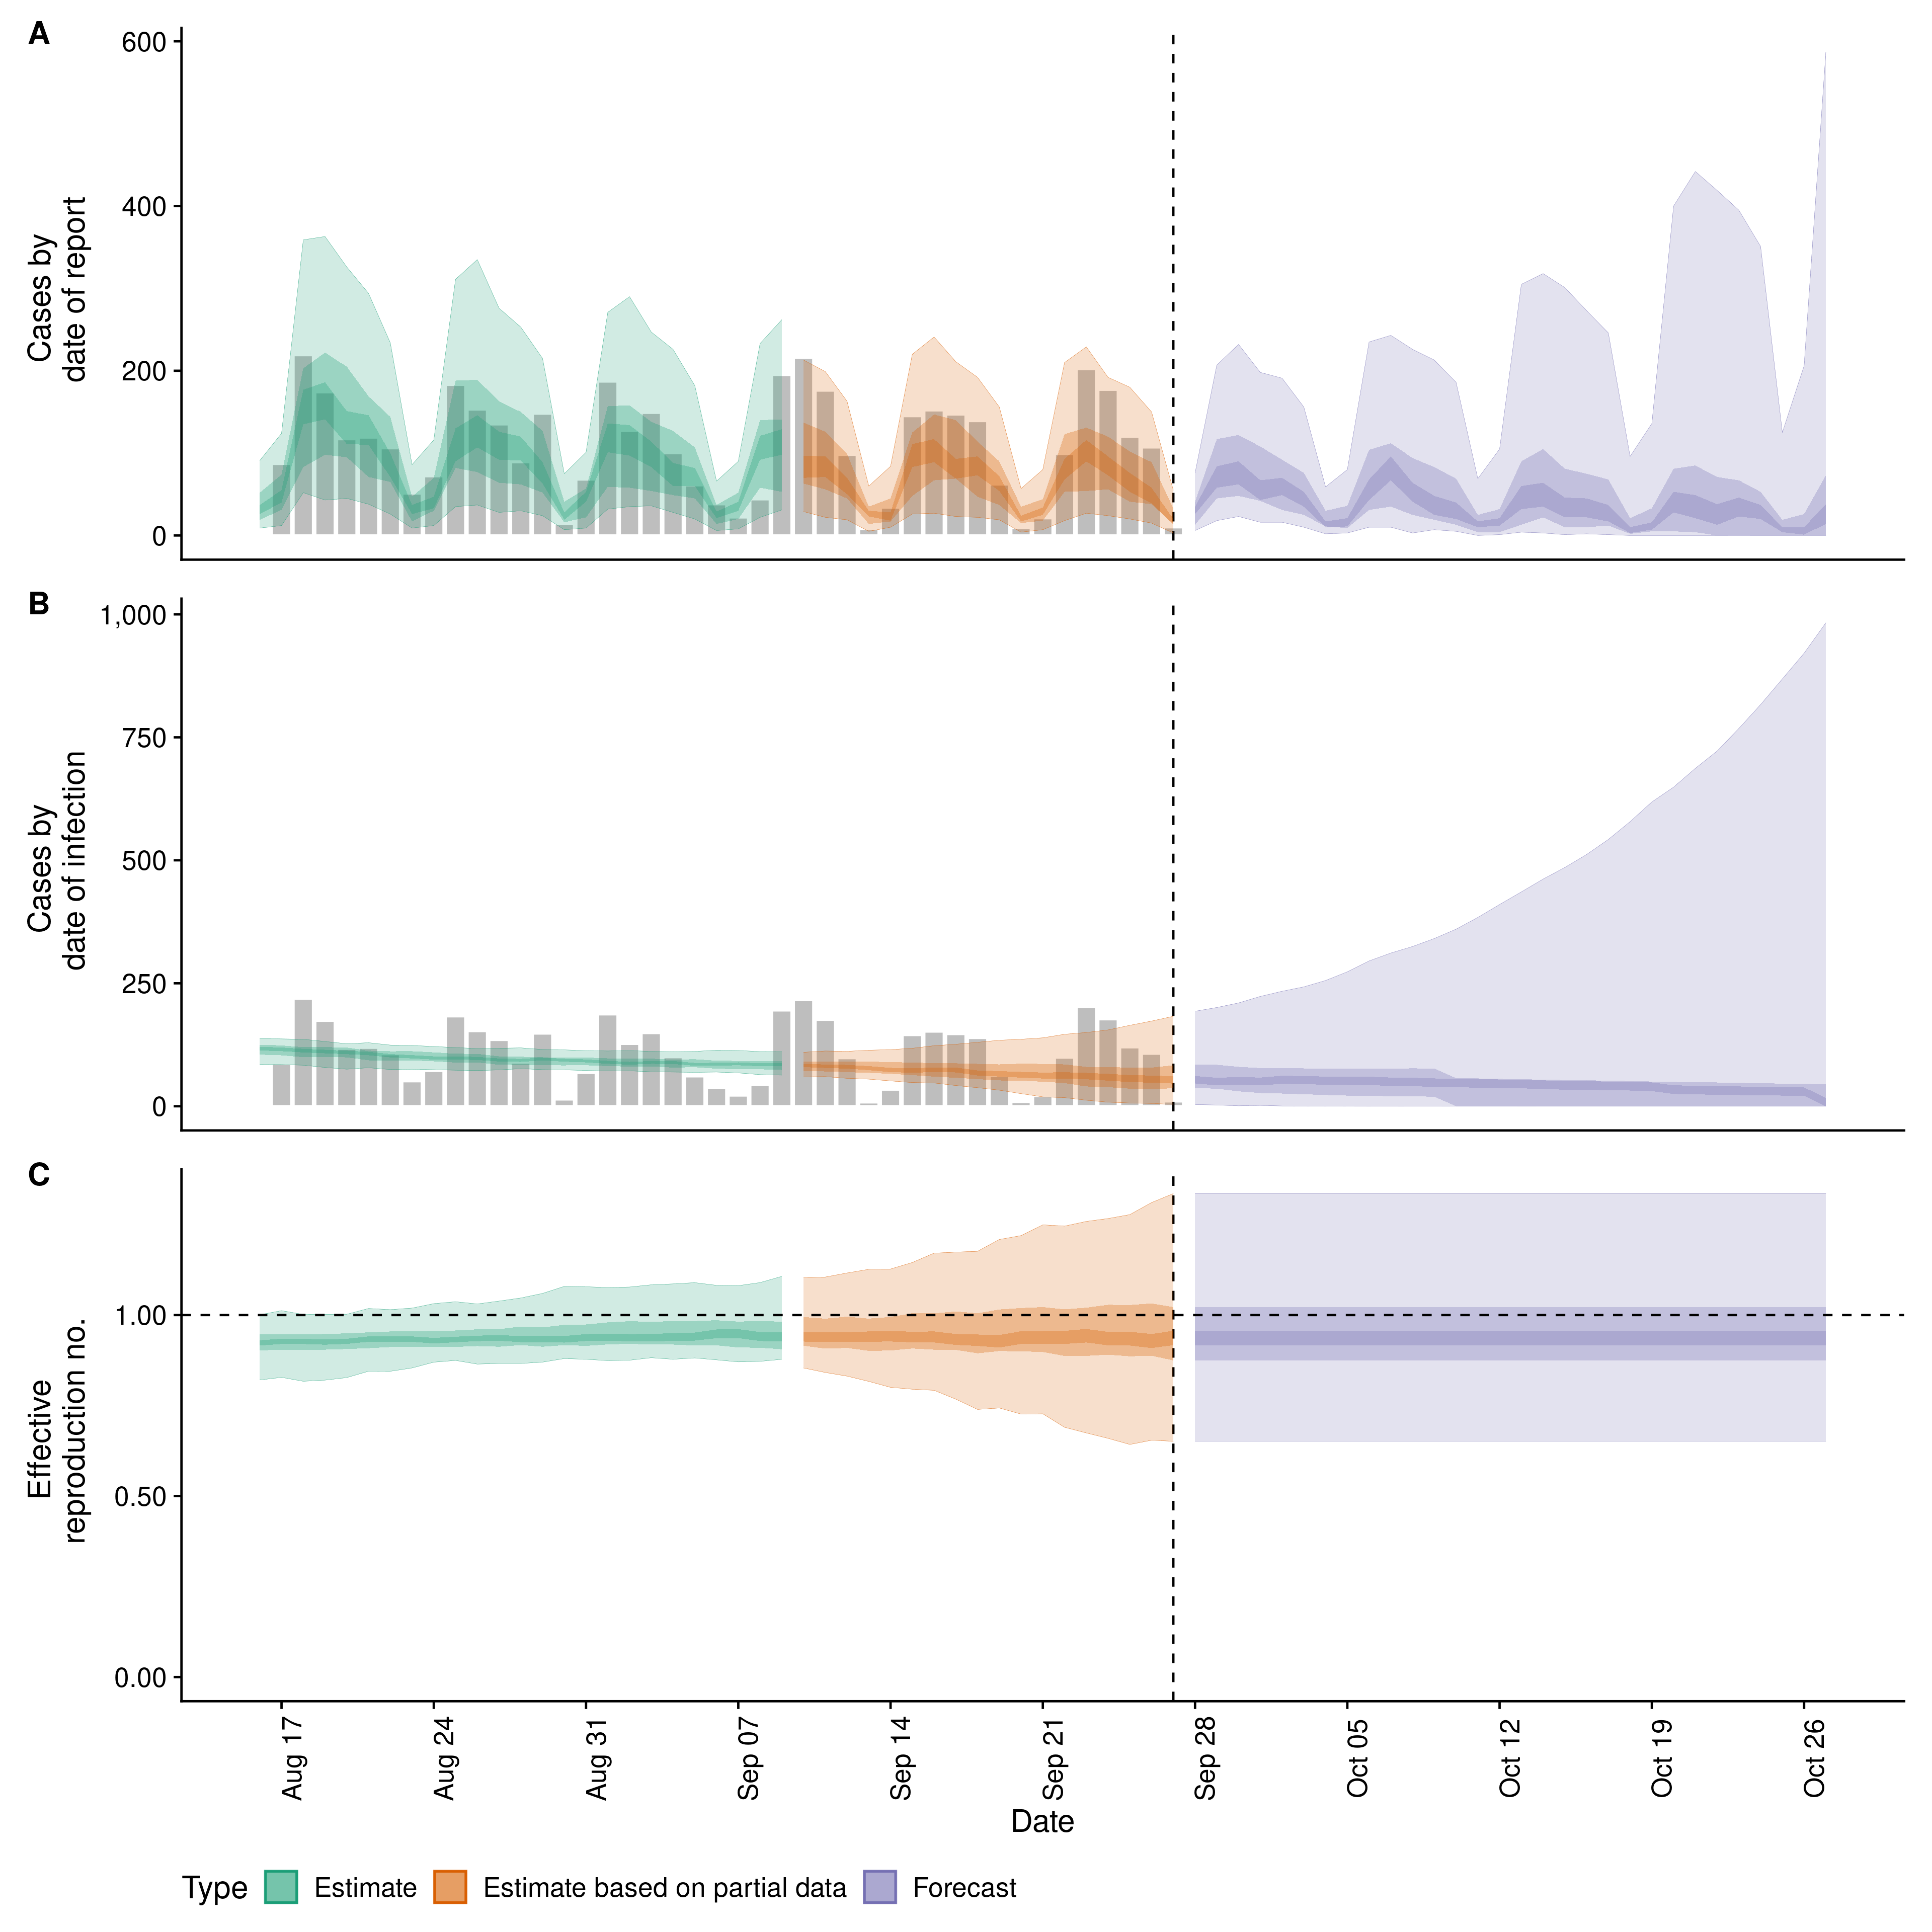 A
600
400
200
0
Cases by
date of report
B
1,000
750
500
250
0
Cases by
date of infection
C
1.00
0.50
0.00
Effective
reproduction no.
Aug 17
Aug 24
Aug 31
Sep 07
Sep 14
Sep 21
Sep 28
Oct 05
Oct 12
Oct 19
Oct 26
Date
Type Estimate Estimate based on partial data Forecast